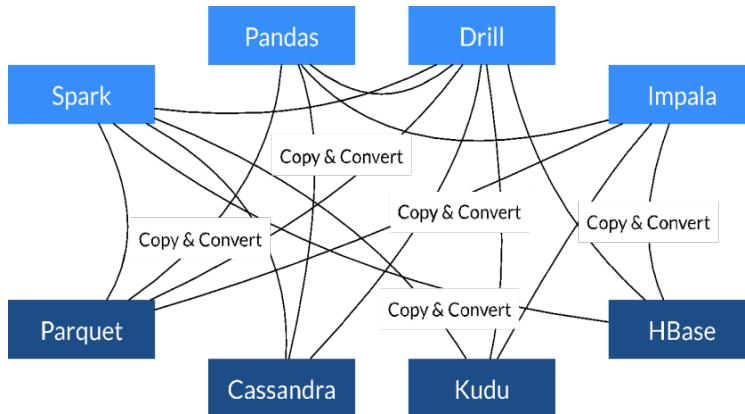 Pandas
Drill
Spark
Impala
Copy & Convert
Copy & Convert
Copy & Convert
Copy & Convert
Copy & Convert
Parquet
HBase
Cassandra
Kudu